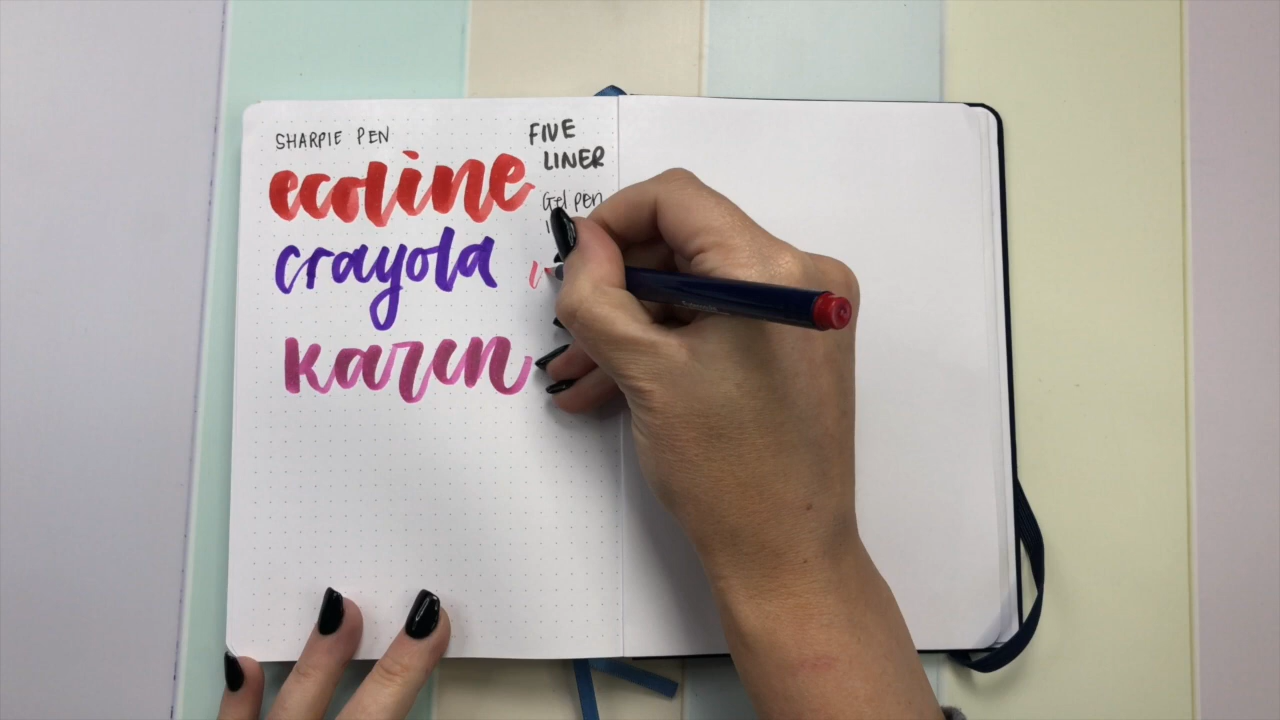 SHARPIE PEN
ecoline
crayola
karen
FIVE
LINER
Gel pen